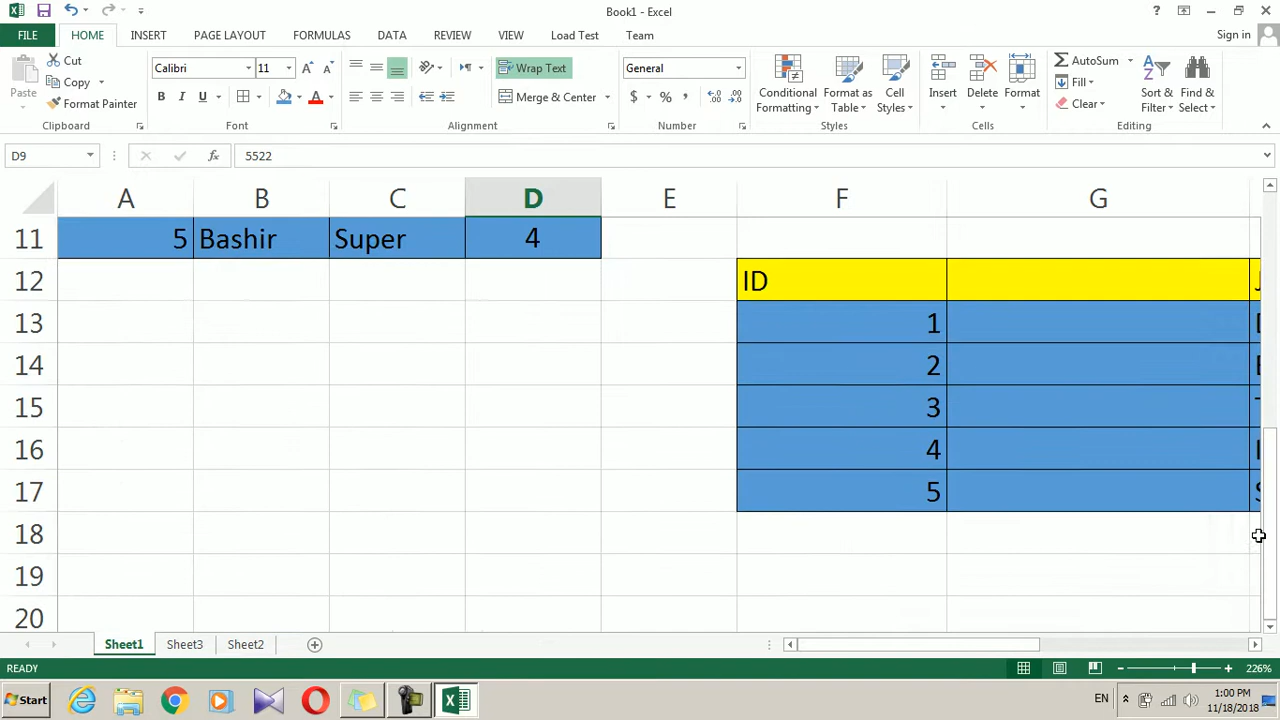 Book1 - Excel
? 
FILE HOME INSERT PAGE LAYOUT FORMULAS DATA REVIEW VIEW Load Test Team Sign in
Cut Calibri 11 A A Wrap Text General AutoSum
Paste Copy Conditional Formatting Format as Table Cell Styles Insert Delete Format Fill Sort & Filter Find & Select
Format Painter B I U A Merge & Center $ % , Clear
Clipboard Font Alignment Number Styles Cells Editing
D9 fx 5522
A B C D E F G
11 5 Bashir Super 4
12 ID
13 1
14 2
15 3
16 4
17 5
18
19
20
Sheet1 Sheet3 Sheet2
READY 226%
Start EN 1:00 PM
11/18/2018